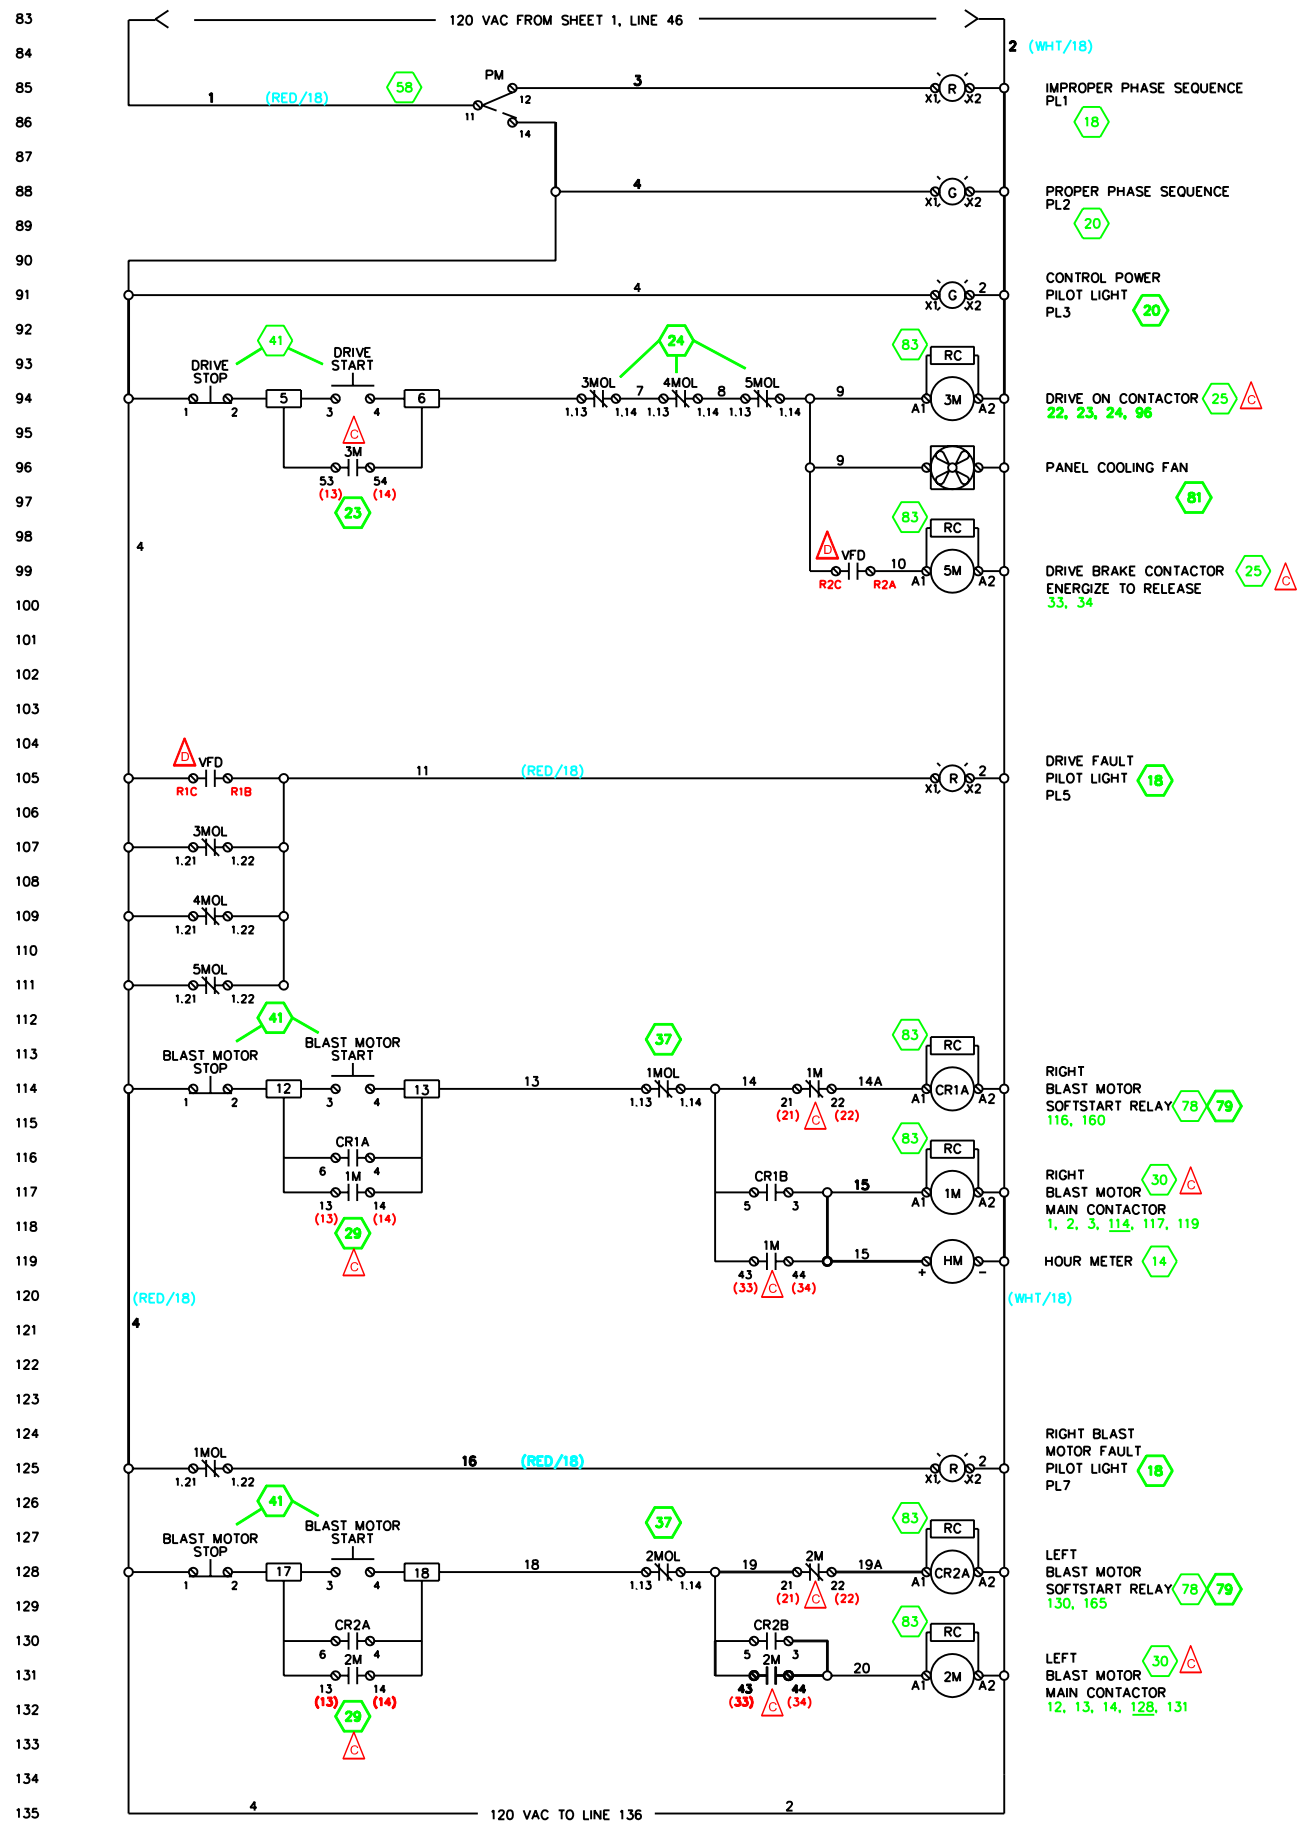 83 120 VAC FROM SHEET 1, LINE 46
84 2 (WHT/18)
85 1 (RED/18) 58 PM 11 12 3 X1 R X2 IMPROPER PHASE SEQUENCE
PL1
86 14 18
87
88 4 X1 G X2 PROPER PHASE SEQUENCE
PL2
89 20
90
CONTROL POWER
91 4 X1 G X2 2 PILOT LIGHT
PL3 20
92
41 24 83 RC
93 DRIVE STOP DRIVE START
94 1 2 5 3 4 6 3MOL 1.13 1.14 7 4MOL 1.13 1.14 8 5MOL 1.13 1.14 9 A1 3M A2 DRIVE ON CONTACTOR 25 C
22, 23, 24, 96
95 C
96 3M 53 54 9 PANEL COOLING FAN
97 (13) (14) 81
23
98 83 RC
4 D
99 VFD R2C R2A 10 A1 5M A2 DRIVE BRAKE CONTACTOR 25 C
ENERGIZE TO RELEASE
100 33, 34
101
102
103
104 D DRIVE FAULT
105 VFD R1C R1B 11 (RED/18) X1 R X2 2 PILOT LIGHT 18
PL5
106
107 3MOL 1.21 1.22
108
109 4MOL 1.21 1.22
110
111 5MOL 1.21 1.22
112 41 37 83
113 BLAST MOTOR STOP BLAST MOTOR START RC
RIGHT
114 1 2 12 3 4 13 13 1MOL 1.13 1.14 14 1M 21 22 14A A1 CR1A A2 BLAST MOTOR
(21) C (22) SOFTSTART RELAY 78 79
115 116, 160
116 CR1A 6 4 83 RC
RIGHT
117 1M 13 14 CR1B 5 3 15 A1 1M A2 BLAST MOTOR 30 C
(13) (14) MAIN CONTACTOR
118 29 1, 2, 3, 114, 117, 119
119 C 1M 43 44 15 + HM - HOUR METER 14
(33) C (34)
120 (RED/18) (WHT/18)
121 4
122
123
124 RIGHT BLAST
MOTOR FAULT
125 1MOL 1.21 1.22 16 (RED/18) X1 R X2 2 PILOT LIGHT 18
PL7
126 41 37 83
127 BLAST MOTOR STOP BLAST MOTOR START RC
LEFT
128 1 2 17 3 4 18 18 2MOL 1.13 1.14 19 2M 21 22 19A A1 CR2A A2 BLAST MOTOR
(21) C (22) SOFTSTART RELAY 78 79
129 130, 165
130 CR2A 6 4 CR2B 5 3 83 RC
LEFT
131 2M 13 14 2M 43 44 20 A1 2M A2 BLAST MOTOR 30 C
(13) (14) (33) C (34) MAIN CONTACTOR
132 29 12, 13, 14, 128, 131
133 C
134
135 4 120 VAC TO LINE 136 2